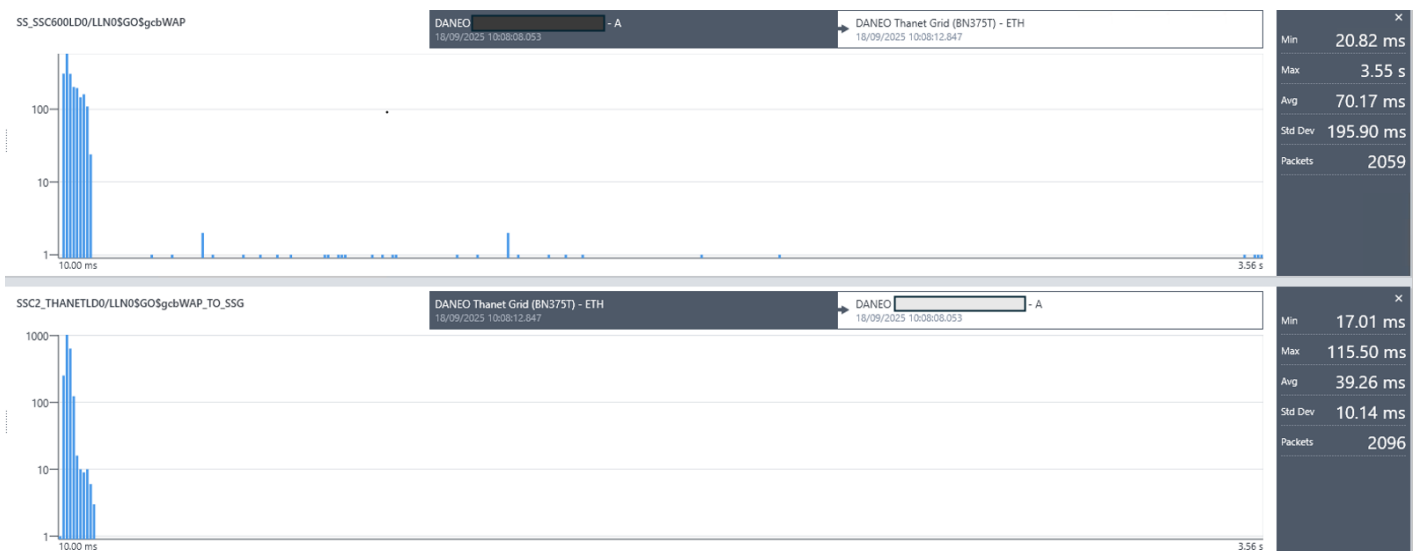 SS_SSC600LD0/LLN0$GO$gcbWAP
DANEO - A
18/09/2025 10:08:08.053
DANEO Thanet Grid (BN375T) - ETH
18/09/2025 10:08:12.847
×
Min 20.82 ms
Max 3.55 s
Avg 70.17 ms
Std Dev 195.90 ms
Packets 2059
100
10
1
10.00 ms 3.56 s
SSC2_THANETLD0/LLN0$GO$gcbWAP_TO_SSG
DANEO Thanet Grid (BN375T) - ETH
18/09/2025 10:08:12.847
DANEO - A
18/09/2025 10:08:08.053
×
Min 17.01 ms
Max 115.50 ms
Avg 39.26 ms
Std Dev 10.14 ms
Packets 2096
1000
100
10
1
10.00 ms 3.56 s